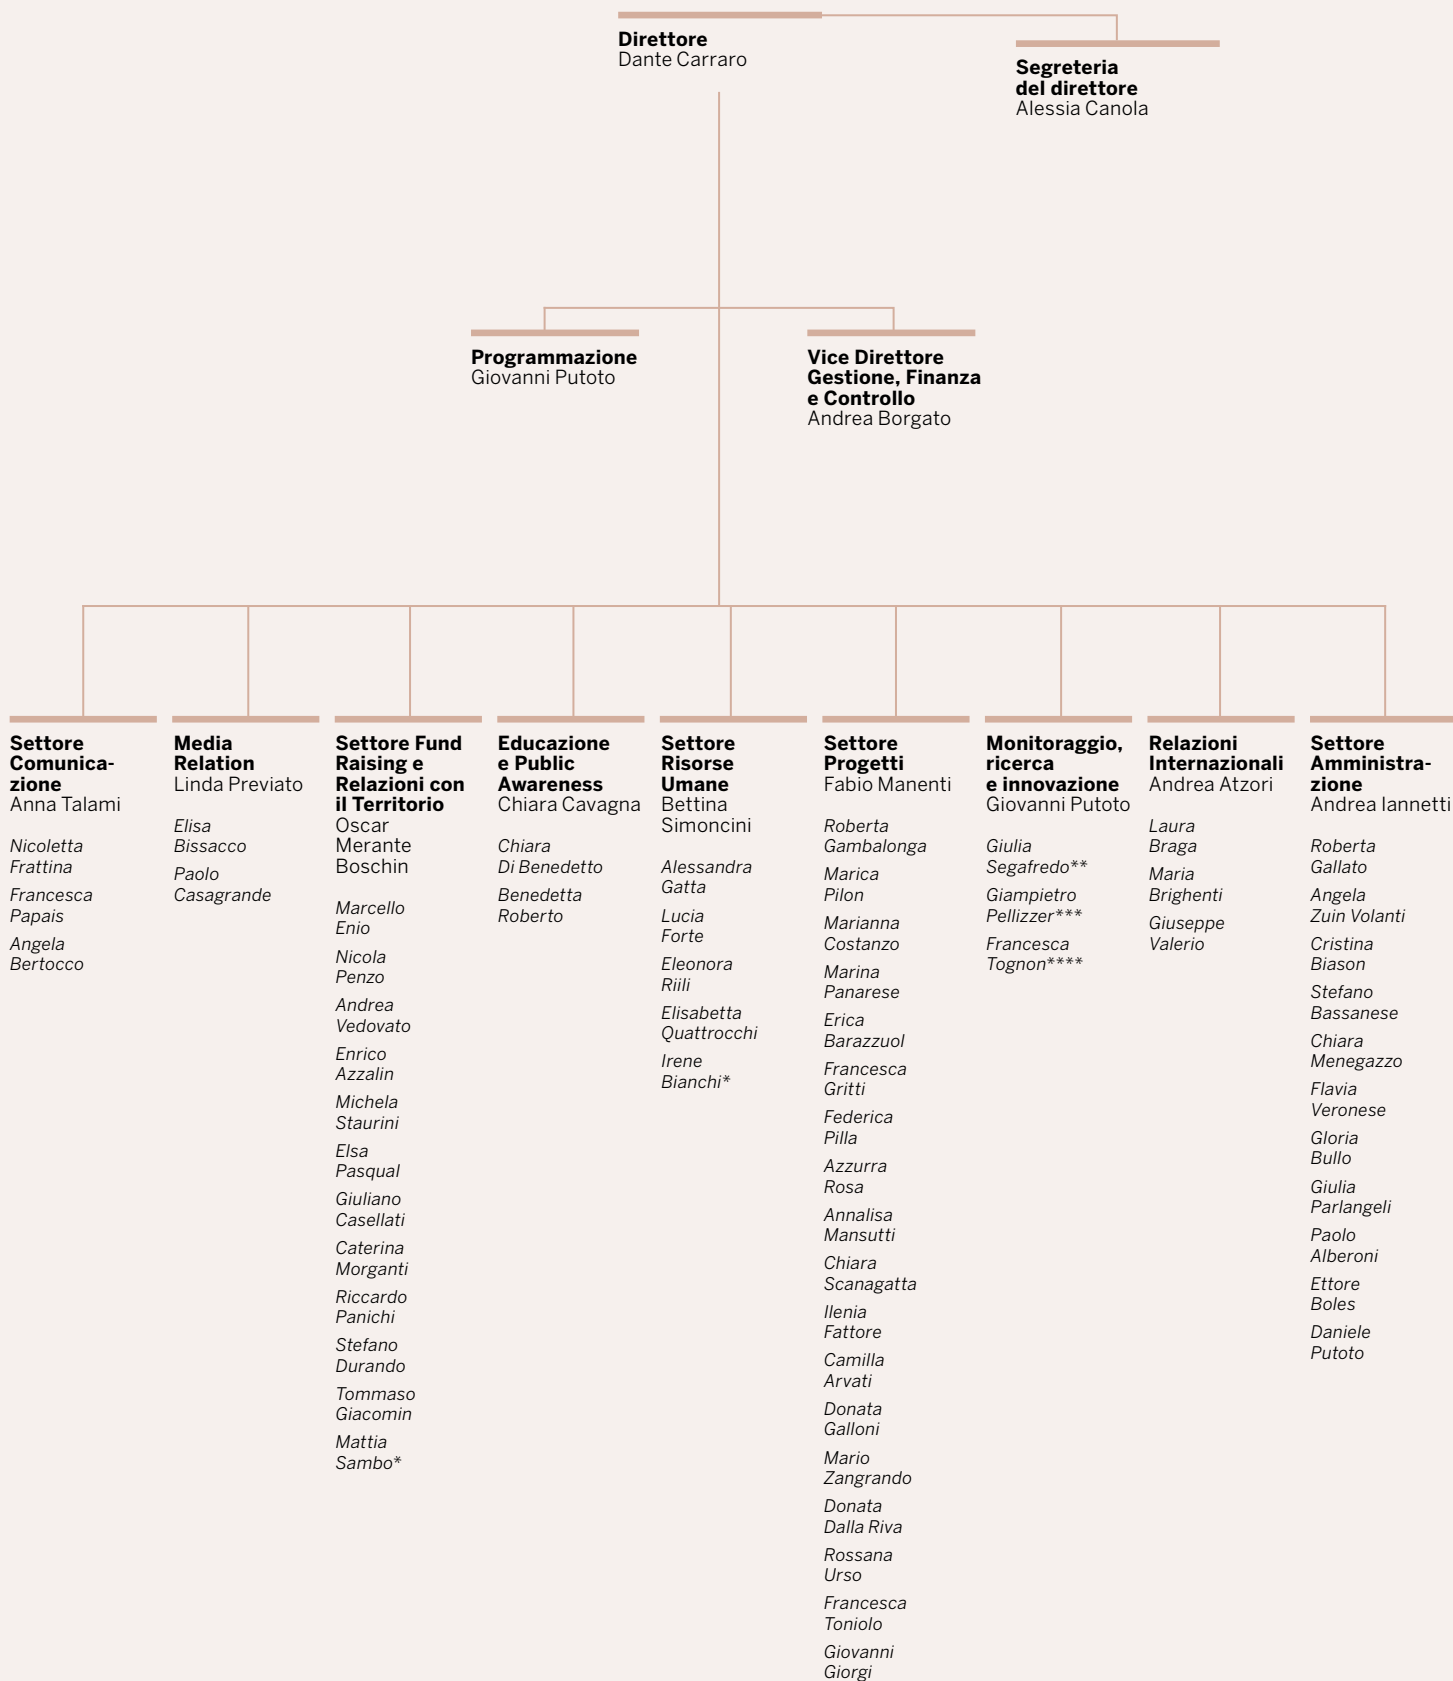 Direttore
Dante Carraro
Segreteria
del direttore
Alessia Canola
Programmazione
Giovanni Putoto
Vice Direttore
Gestione, Finanza
e Controllo
Andrea Borgato
Settore
Comunica-
zione
Anna Talami
Nicoletta
Frattina
Francesca
Papais
Angela
Bertocco
Media
Relation
Linda Previato
Elisa
Bissacco
Paolo
Casagrande
Settore Fund
Raising e
Relazioni con
il Territorio
Oscar
Merante
Boschin
Marcello
Enio
Nicola
Penzo
Andrea
Vedovato
Enrico
Azzalin
Michela
Staurini
Elsa
Pasqual
Giuliano
Casellati
Caterina
Morganti
Riccardo
Panichi
Stefano
Durando
Tommaso
Giacomin
Mattia
Sambo*
Educazione
e Public
Awareness
Chiara Cavagna
Chiara
Di Benedetto
Benedetta
Roberto
Settore
Risorse
Umane
Bettina
Simoncini
Alessandra
Gatta
Lucia
Forte
Eleonora
Riili
Elisabetta
Quattrocchi
Irene
Bianchi*
Settore
Progetti
Fabio Manenti
Roberta
Gambalonga
Marica
Pilon
Marianna
Costanzo
Marina
Panarese
Erica
Barazzuol
Francesca
Gritti
Federica
Pilla
Azzurra
Rosa
Annalisa
Mansutti
Chiara
Scanagatta
Ilenia
Fattore
Camilla
Arvati
Donata
Galloni
Mario
Zangrando
Donata
Dalla Riva
Rossana
Urso
Francesca
Toniolo
Giovanni
Giorgi
Monitoraggio,
ricerca
e innovazione
Giovanni Putoto
Giulia
Segafredo**
Giampietro
Pellizzer***
Francesca
Tognon****
Relazioni
Internazionali
Andrea Atzori
Laura
Braga
Maria
Brighenti
Giuseppe
Valerio
Settore
Amministra-
zione
Andrea Iannetti
Roberta
Gallato
Angela
Zuin Volanti
Cristina
Biason
Stefano
Bassanese
Chiara
Menegazzo
Flavia
Veronese
Gloria
Bullo
Giulia
Parlangeli
Paolo
Alberoni
Ettore
Boles
Daniele
Putoto